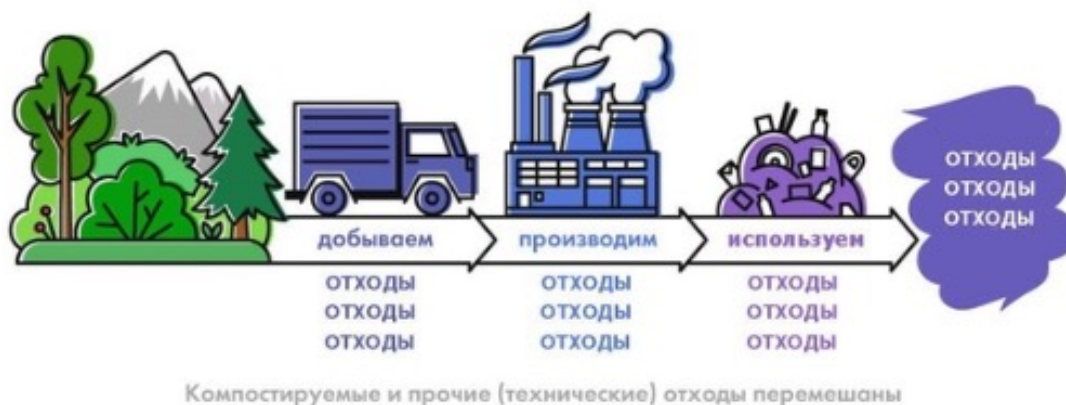 добываем
производим
используем
ОТХОДЫ
ОТХОДЫ
ОТХОДЫ
ОТХОДЫ
ОТХОДЫ
ОТХОДЫ
ОТХОДЫ
ОТХОДЫ
ОТХОДЫ
ОТХОДЫ
ОТХОДЫ
ОТХОДЫ
Компостируемые и прочие (технические) отходы перемешаны